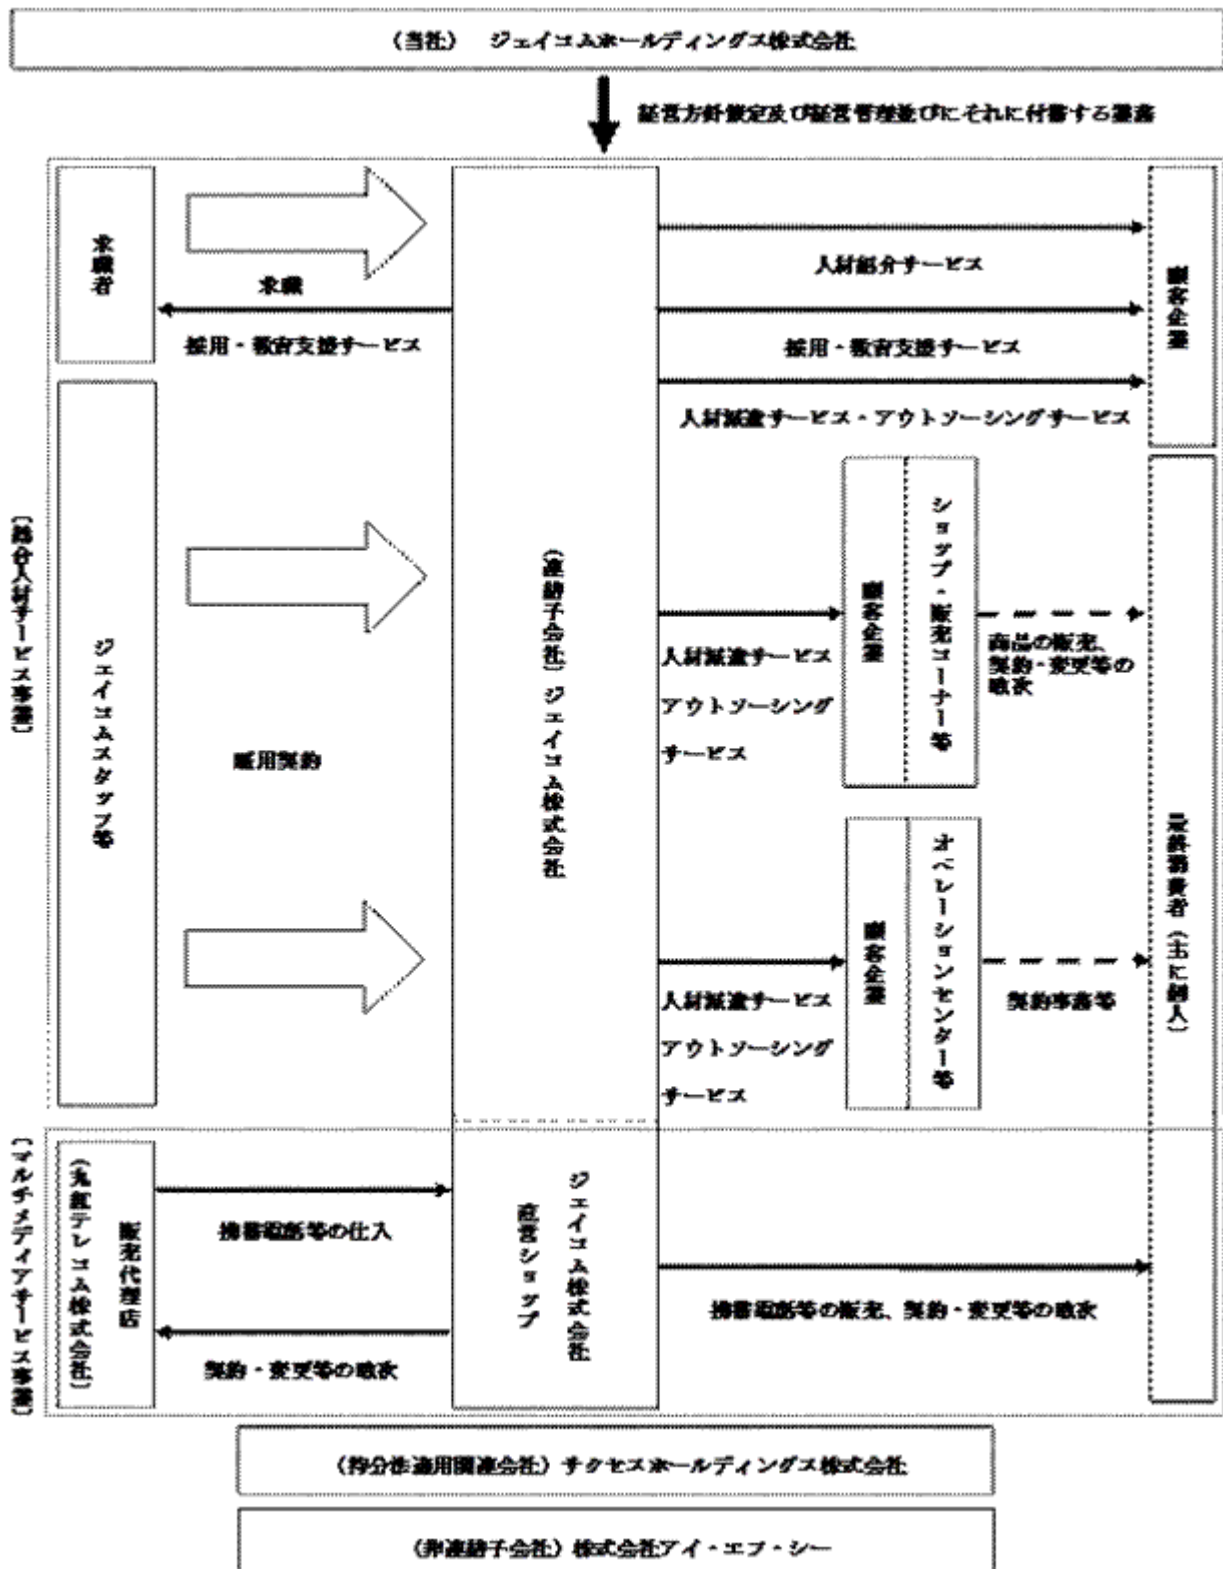 （当社）　ジェイコムホールディングス株式会社
経営方針策定及び経営管理並びにそれに付帯する業務
求職者
求職
採用・教育支援サービス
人材紹介サービス
採用・教育支援サービス
人材派遣サービス・アウトソーシングサービス
顧客企業
〔総合人材サービス事業〕
ジェイコムスタッフ等
雇用契約
（連結子会社）ジェイコム株式会社
人材派遣サービス
アウトソーシング
サービス
顧客企業
ショップ・販売コーナー等
商品の販売、
契約・変更等の
取次
人材派遣サービス
アウトソーシング
サービス
顧客企業
オペレーションセンター等
契約事務等
最終消費者（主に個人）
〔マルチメディアサービス事業〕
販売代理店
（丸紅テレコム株式会社）
携帯電話等の仕入
契約・変更等の取次
ジェイコム株式会社
直営ショップ
携帯電話等の販売、契約・変更等の取次
（持分法適用関連会社）サクセスホールディングス株式会社
（非連結子会社）株式会社アイ・エフ・シー